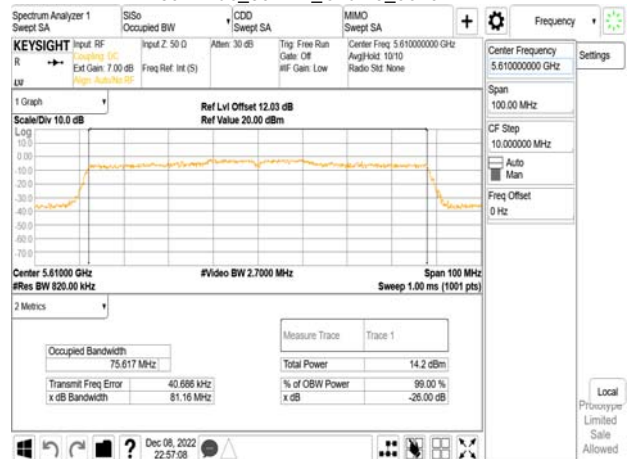 Spectrum Analyzer 1
Swept SA
SISo
Occupied BW
CDD
Swept SA
MIMO
Swept SA
+
Frequency
KEYSIGHT
R
Input: RF
Coupling: DC
Ext Gain: 7.00 dB
Align: Auto/No RF
Input Z: 50 Ω
Freq Ref: Int (S)
Atten: 30 dB
Trig: Free Run
Gate: Off
#IF Gain: Low
Center Freq: 5.610000000 GHz
Avg|Hold: 10/10
Radio Std: None
Center Frequency
5.610000000 GHz
Settings
Span
100.00 MHz
CF Step
10.000000 MHz
Auto
Man
Freq Offset
0 Hz
1 Graph
Scale/Div 10.0 dB
Ref Lvl Offset 12.03 dB
Ref Value 20.00 dBm
Log
10.0
0.00
-10.0
-20.0
-30.0
-40.0
-50.0
-60.0
-70.0
Center 5.61000 GHz
#Res BW 820.00 kHz
#Video BW 2.7000 MHz
Span 100 MHz
Sweep 1.00 ms (1001 pts)
2 Metrics
Measure Trace
Trace 1
Occupied Bandwidth
75.617 MHz
Total Power
14.2 dBm
Transmit Freq Error
40.686 kHz
% of OBW Power
99.00 %
x dB Bandwidth
81.16 MHz
x dB
-26.00 dB
Local
Prototype
Limited
Sale
Allowed
?
Dec 08, 2022
22:57:08